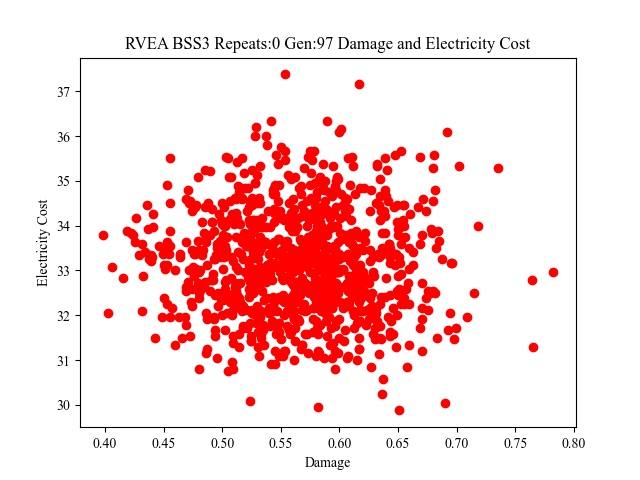 RVEA BSS3 Repeats:0 Gen:97 Damage and Electricity Cost
37
36
35
34
33
32
31
30
Electricity Cost
0.40 0.45 0.50 0.55 0.60 0.65 0.70 0.75 0.80
Damage